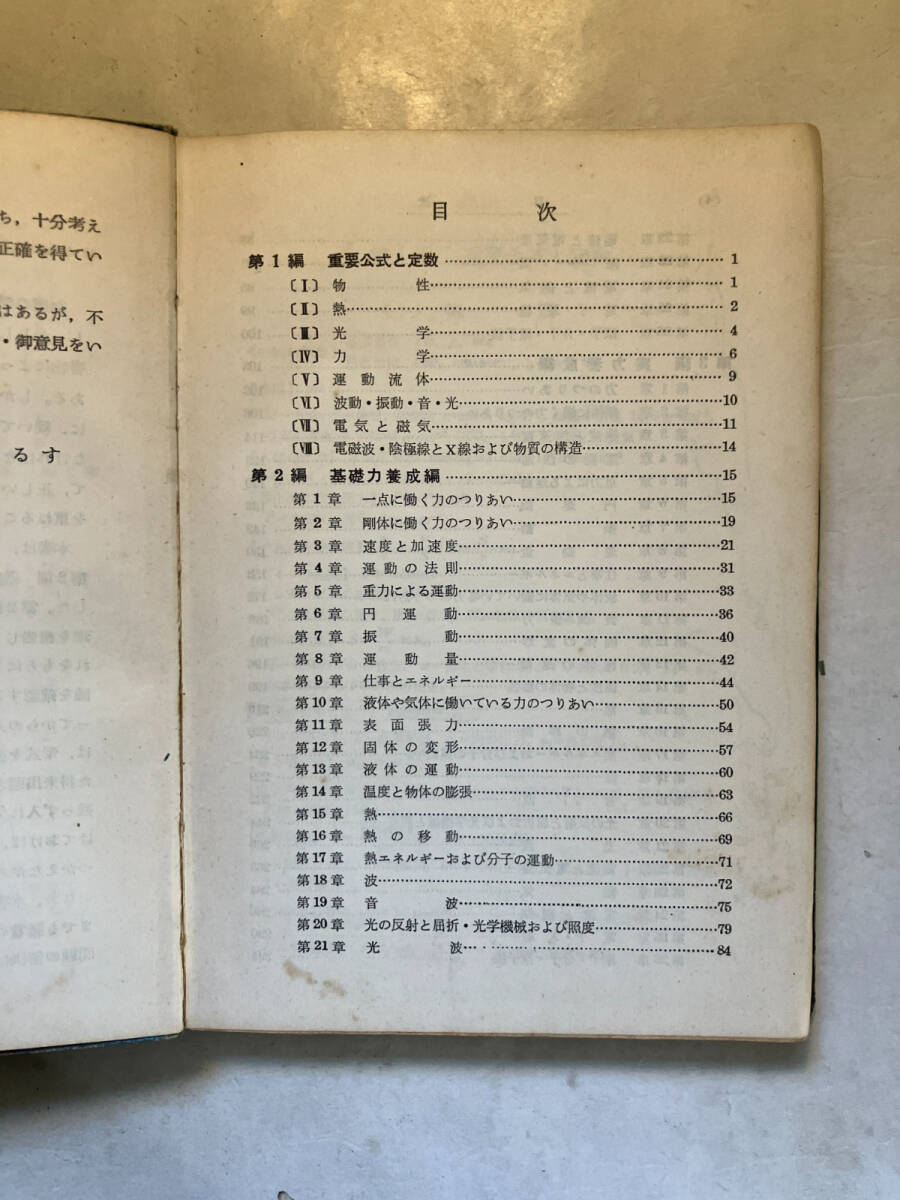 ち，十分考え
正確を得てい
はあるが，不
・御意見をい
るす
目　次
第1編　重要公式と定数……1
〔Ⅰ〕物　性……1
〔Ⅱ〕熱……2
〔Ⅲ〕光　学……4
〔Ⅳ〕力　学……6
〔Ⅴ〕運動流体……9
〔Ⅵ〕波動・振動・音・光……10
〔Ⅶ〕電気と磁気……11
〔Ⅷ〕電磁波・陰極線とX線および物質の構造……14
第2編　基礎力養成編……15
第1章　一点に働く力のつりあい……15
第2章　剛体に働く力のつりあい……19
第3章　速度と加速度……21
第4章　運動の法則……31
第5章　重力による運動……33
第6章　円運動……36
第7章　振　動……40
第8章　運動量……42
第9章　仕事とエネルギー……44
第10章　液体や気体に働いている力のつりあい……50
第11章　表面張力……54
第12章　固体の変形……57
第13章　液体の運動……60
第14章　温度と物体の膨張……63
第15章　熱……66
第16章　熱の移動……69
第17章　熱エネルギーおよび分子の運動……71
第18章　波……72
第19章　音　波……75
第20章　光の反射と屈折・光学機械および照度……79
第21章　光　波……84